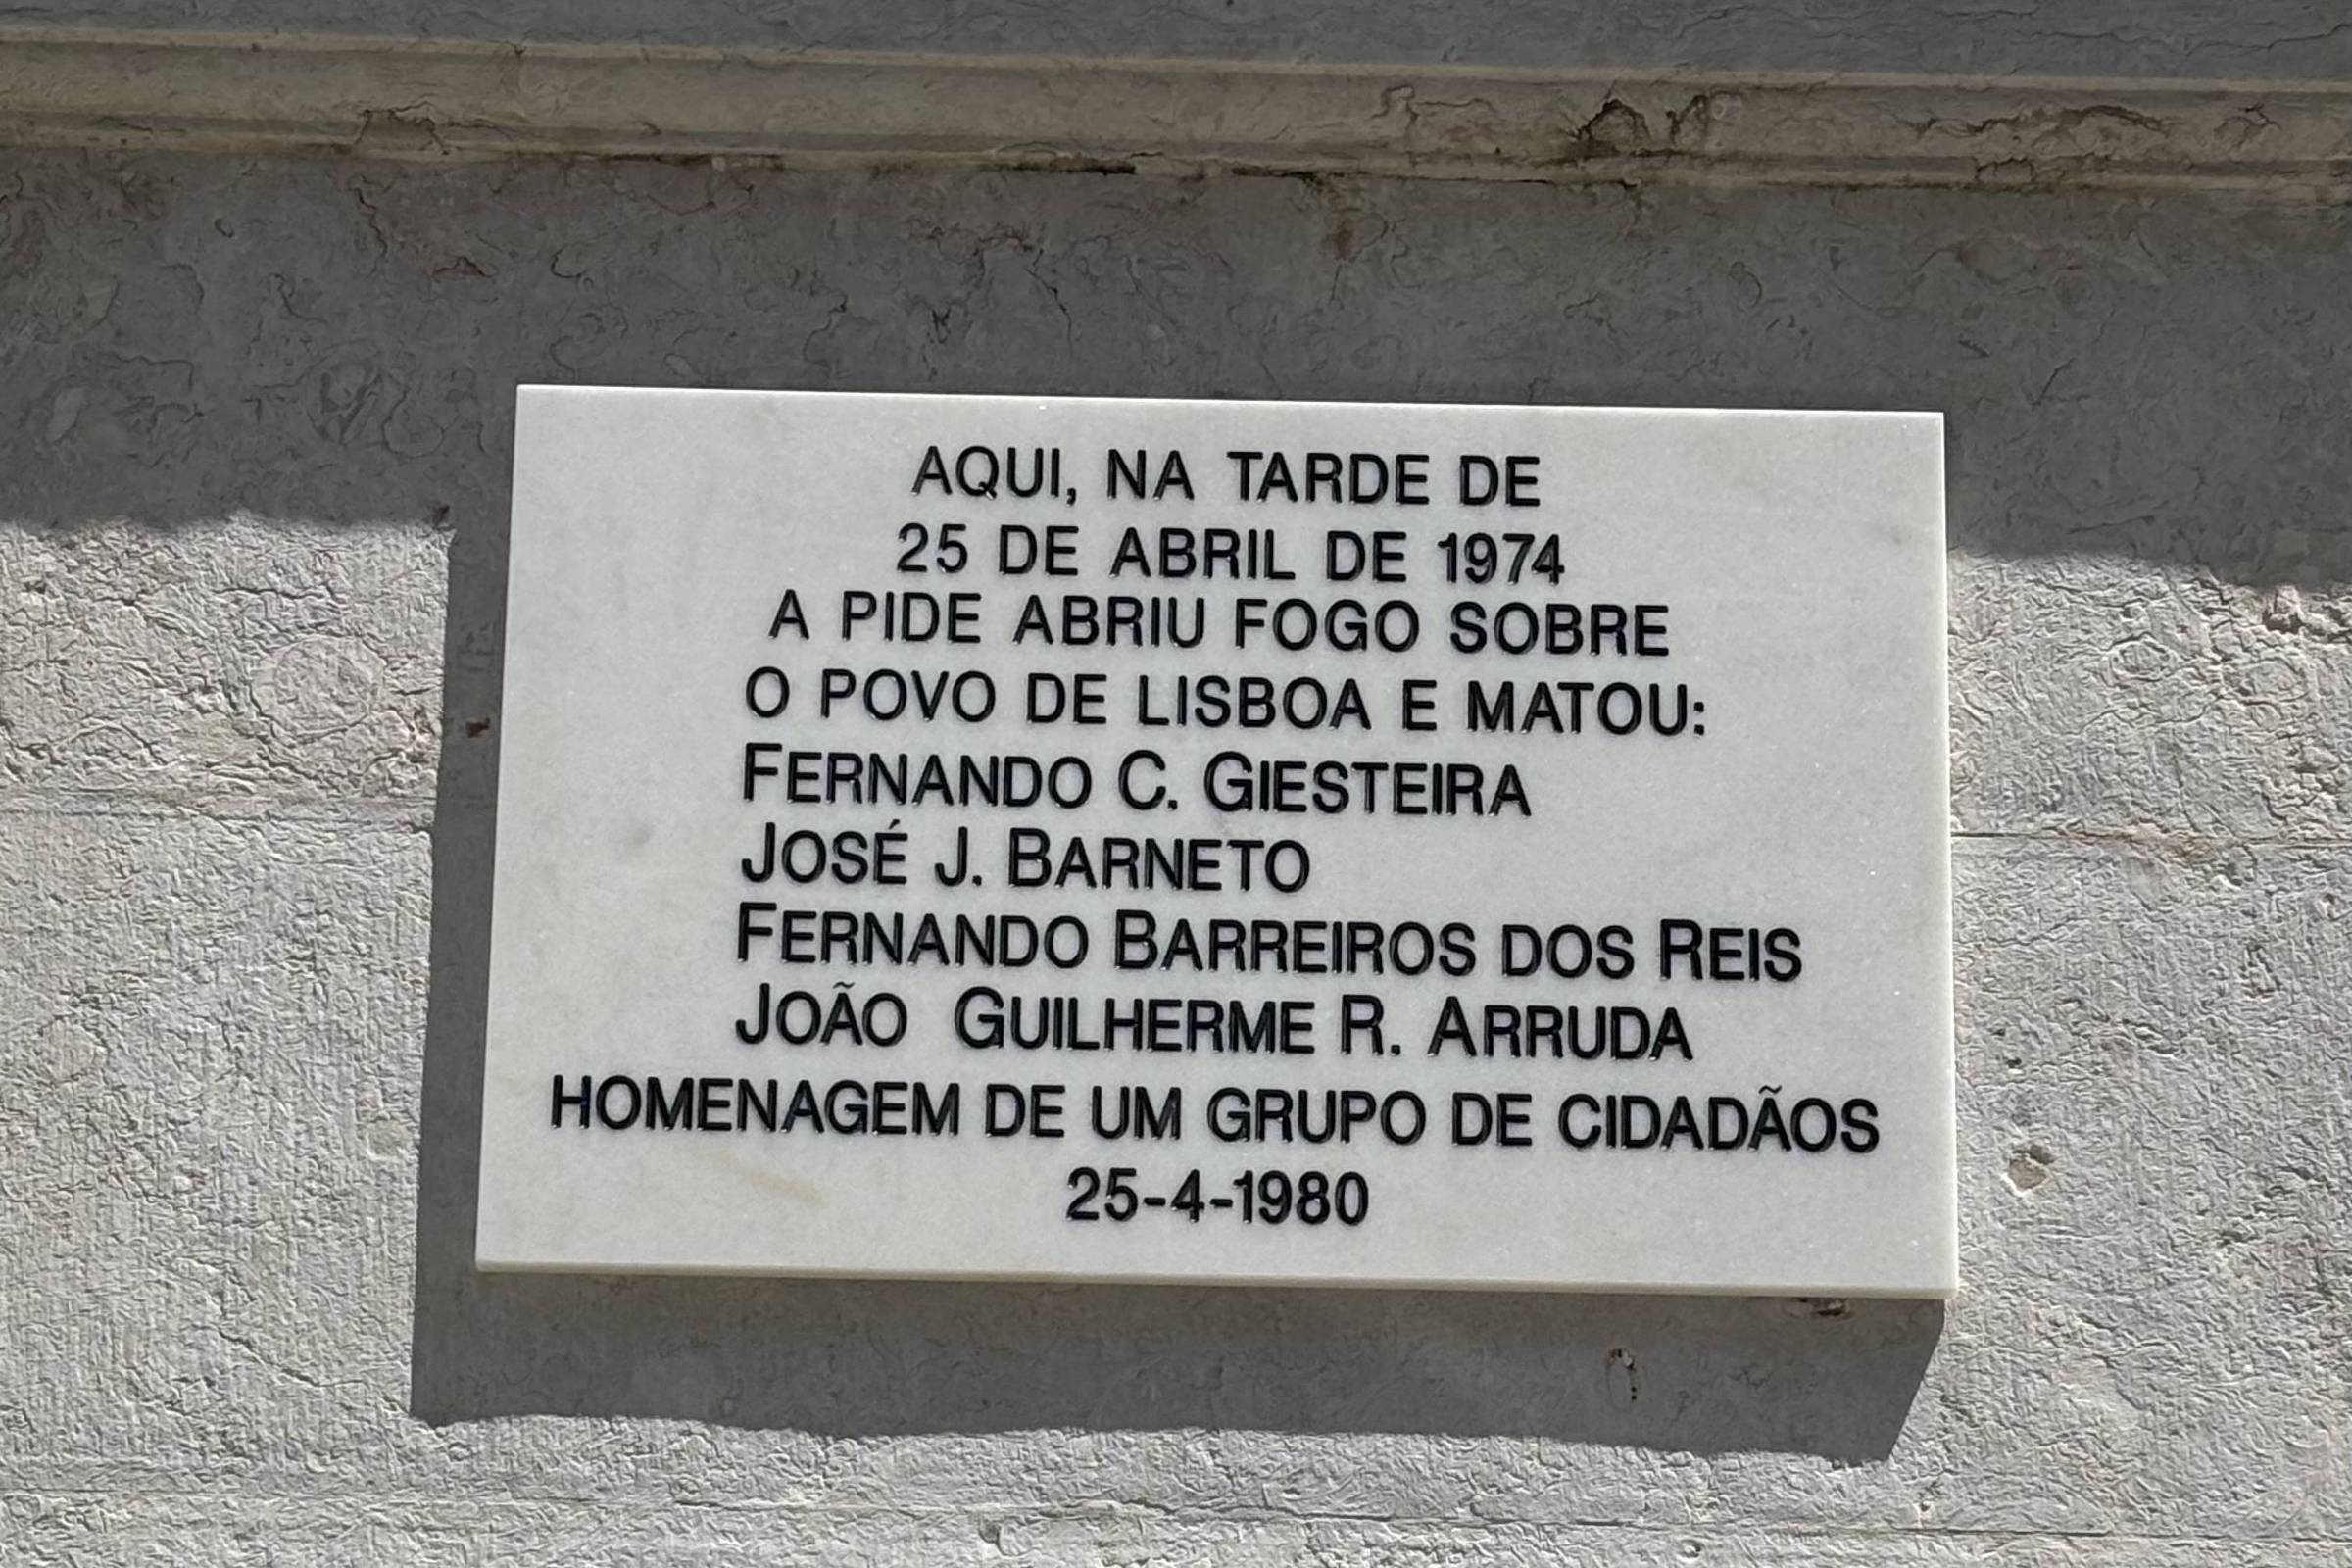 AQUI, NA TARDE DE
25 DE ABRIL DE 1974
A PIDE ABRIU FOGO SOBRE
O POVO DE LISBOA E MATOU:
FERNANDO C. GIESTEIRA
JOSÉ J. BARNETO
FERNANDO BARREIROS DOS REIS
JOÃO GUILHERME R. ARRUDA
HOMENAGEM DE UM GRUPO DE CIDADÃOS
25-4-1980